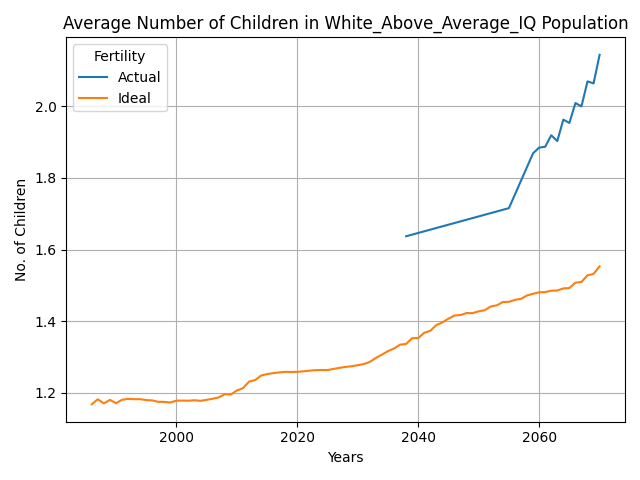 Average Number of Children in White_Above_Average_IQ Population
Fertility
Actual
Ideal
No. of Children
2.0
1.8
1.6
1.4
1.2
2000
2020
2040
2060
Years